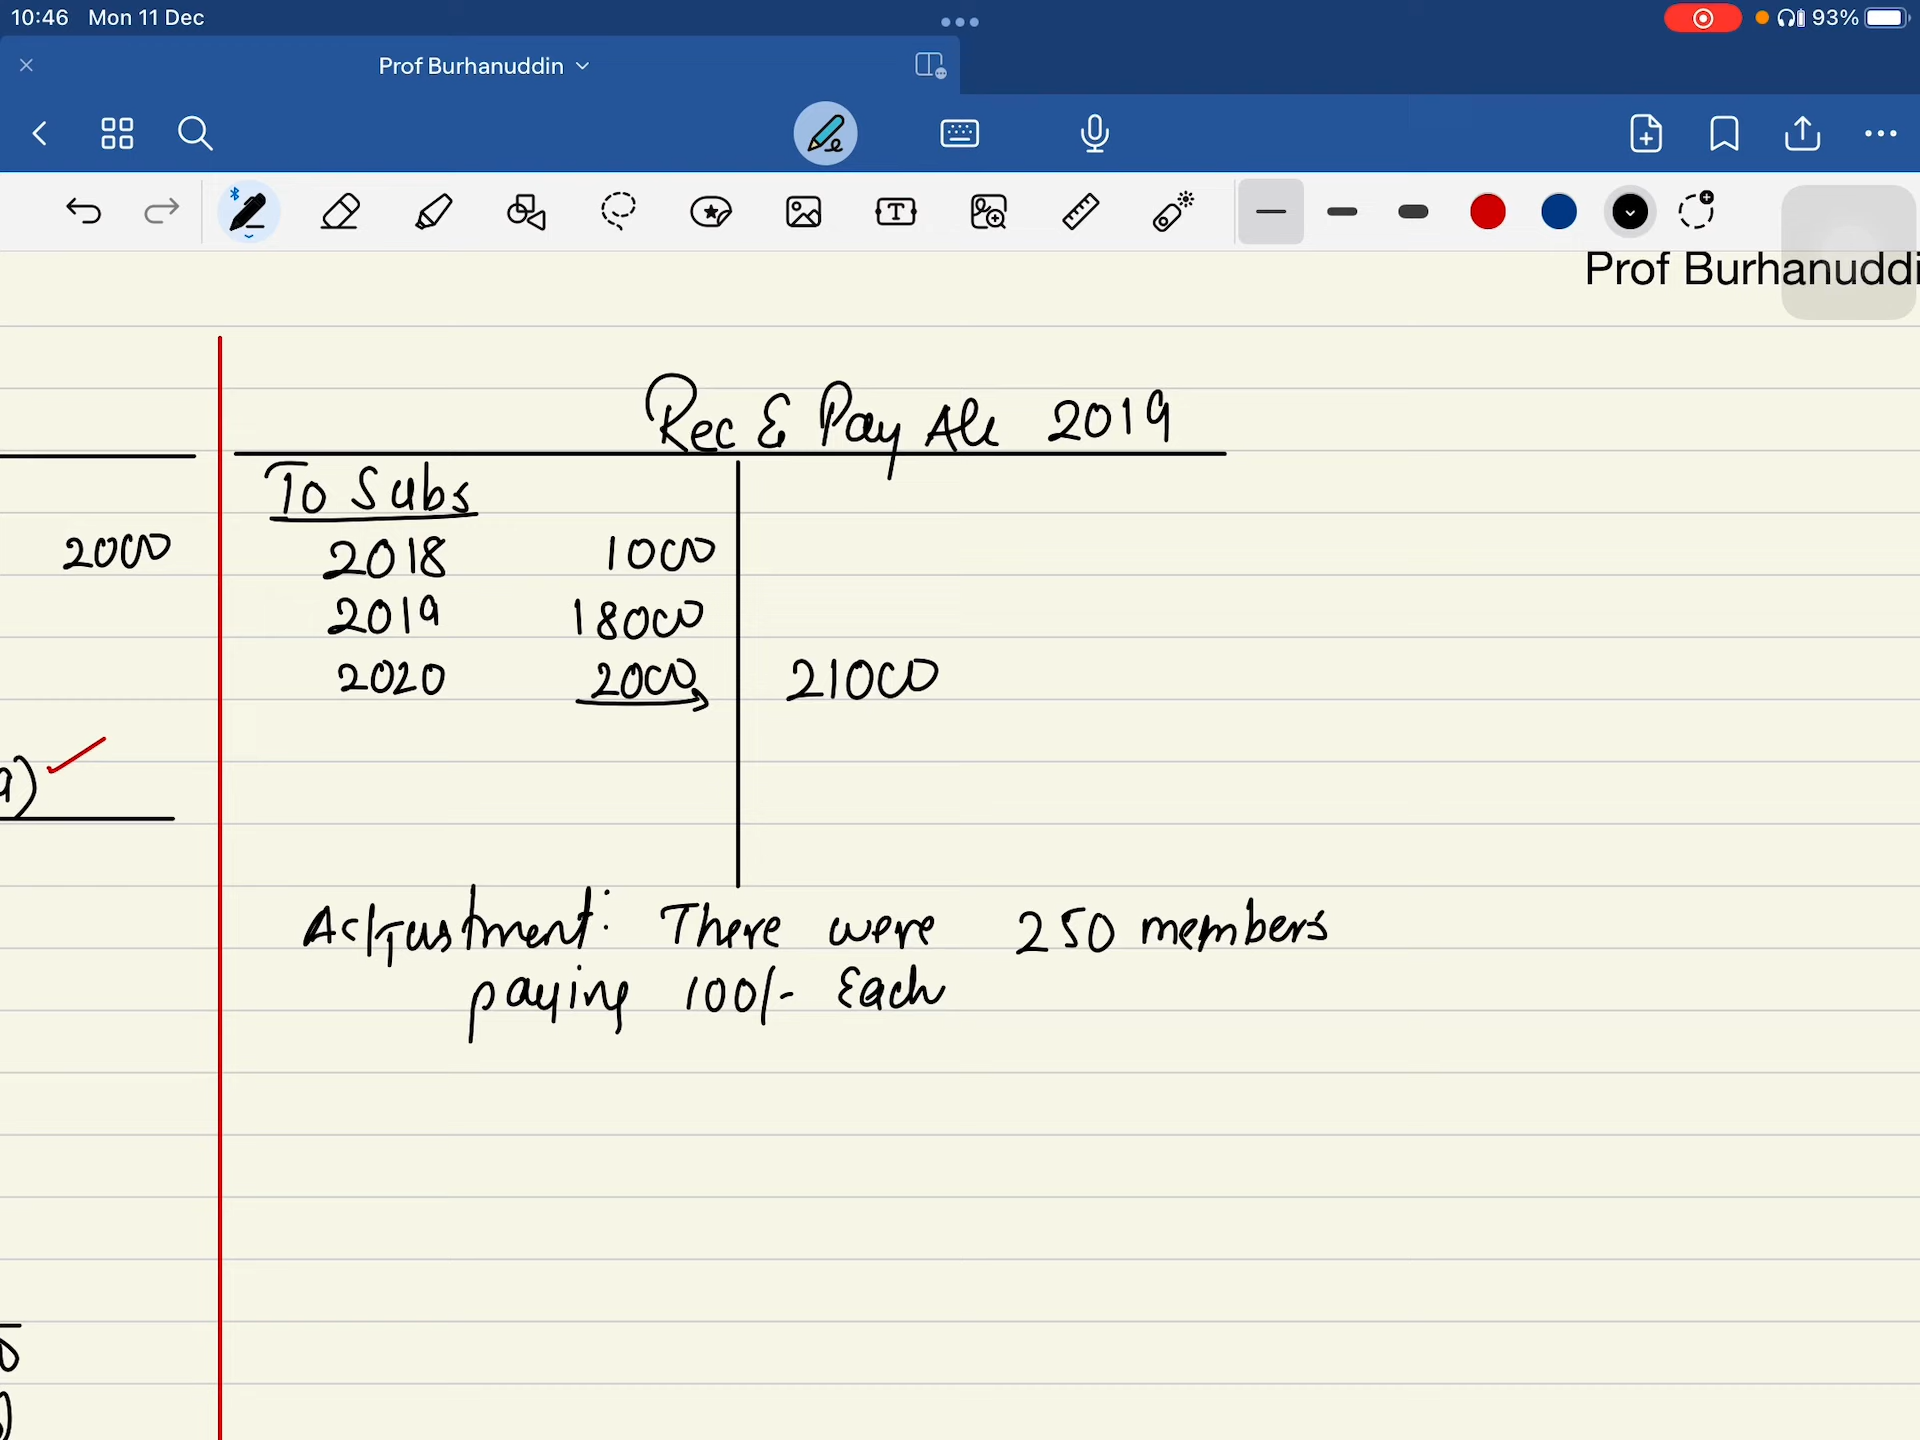 10:46 Mon 11 Dec
93%
Prof Burhanuddin
Prof Burhanuddi
Rec & Pay A/c 2019
To Subs
2000
2018 1000
2019 18000
2020 2000 21000
9)
Adjustment: There were 250 members
paying 100/- Each